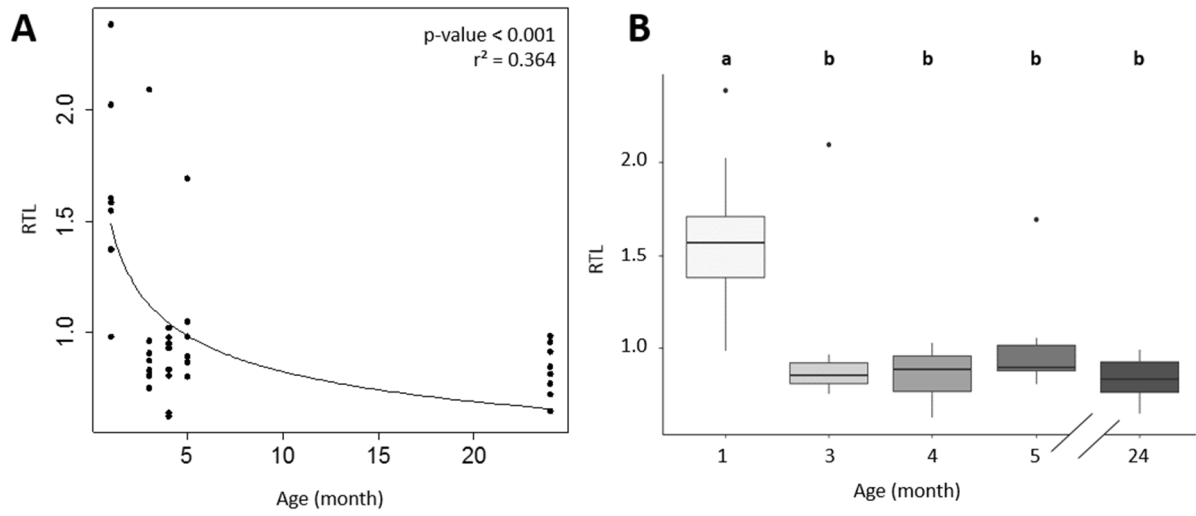 A
p-value < 0.001
r² = 0.364
2.0
1.5
1.0
RTL
5 10 15 20
Age (month)
B
a b b b b
2.0
1.5
1.0
RTL
1 3 4 5 24
Age (month)